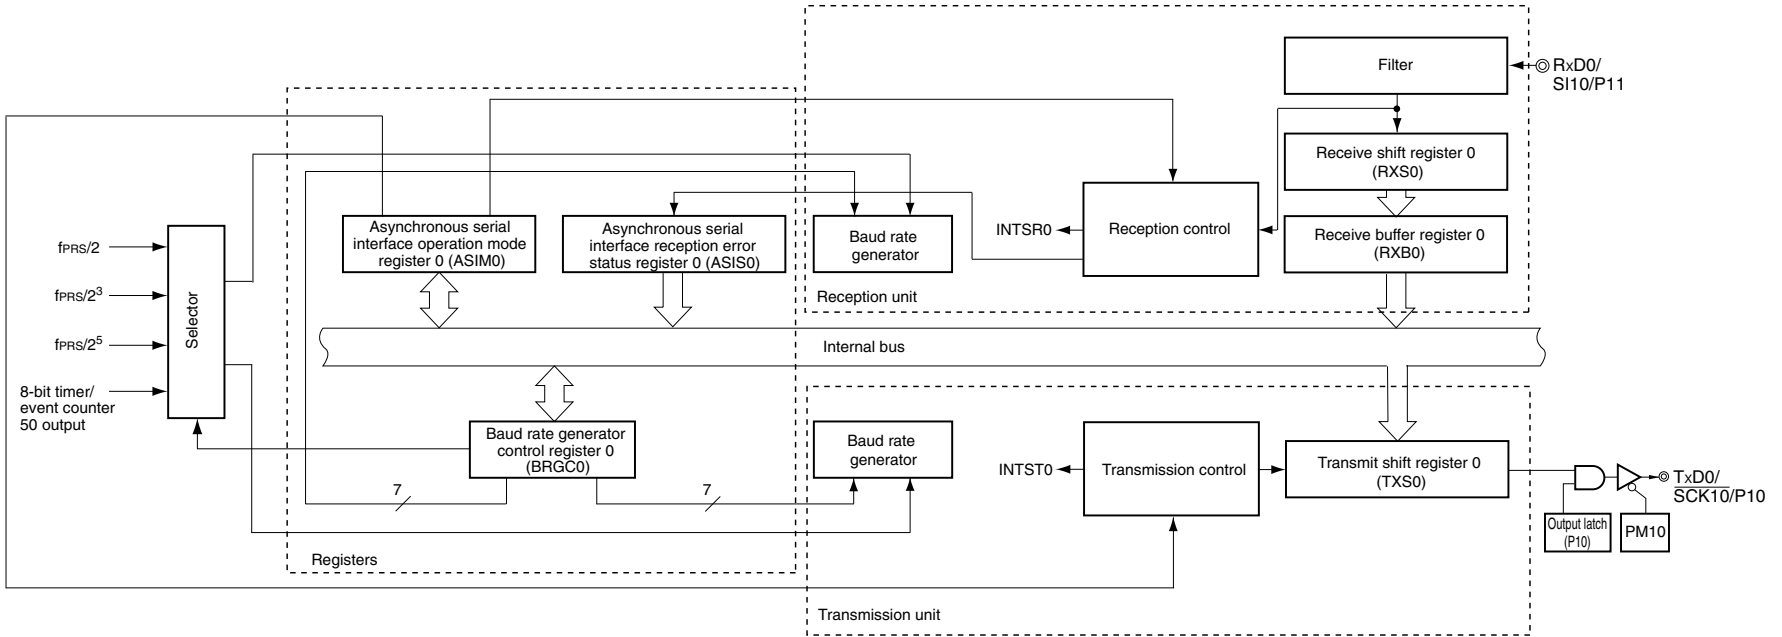 Filter
RxD0/
SI10/P11
Receive shift register 0
(RXS0)
Asynchronous serial
interface operation mode
register 0 (ASIM0)
Asynchronous serial
interface reception error
status register 0 (ASIS0)
Baud rate
generator
INTSR0
Reception control
Receive buffer register 0
(RXB0)
Reception unit
fPRS/2
fPRS/2³
fPRS/2⁵
8-bit timer/
event counter
50 output
Selector
Internal bus
Baud rate generator
control register 0
(BRGC0)
7
7
Baud rate
generator
INTST0
Transmission control
Transmit shift register 0
(TXS0)
TxD0/
SCK10/P10
Output latch
(P10)
PM10
Registers
Transmission unit